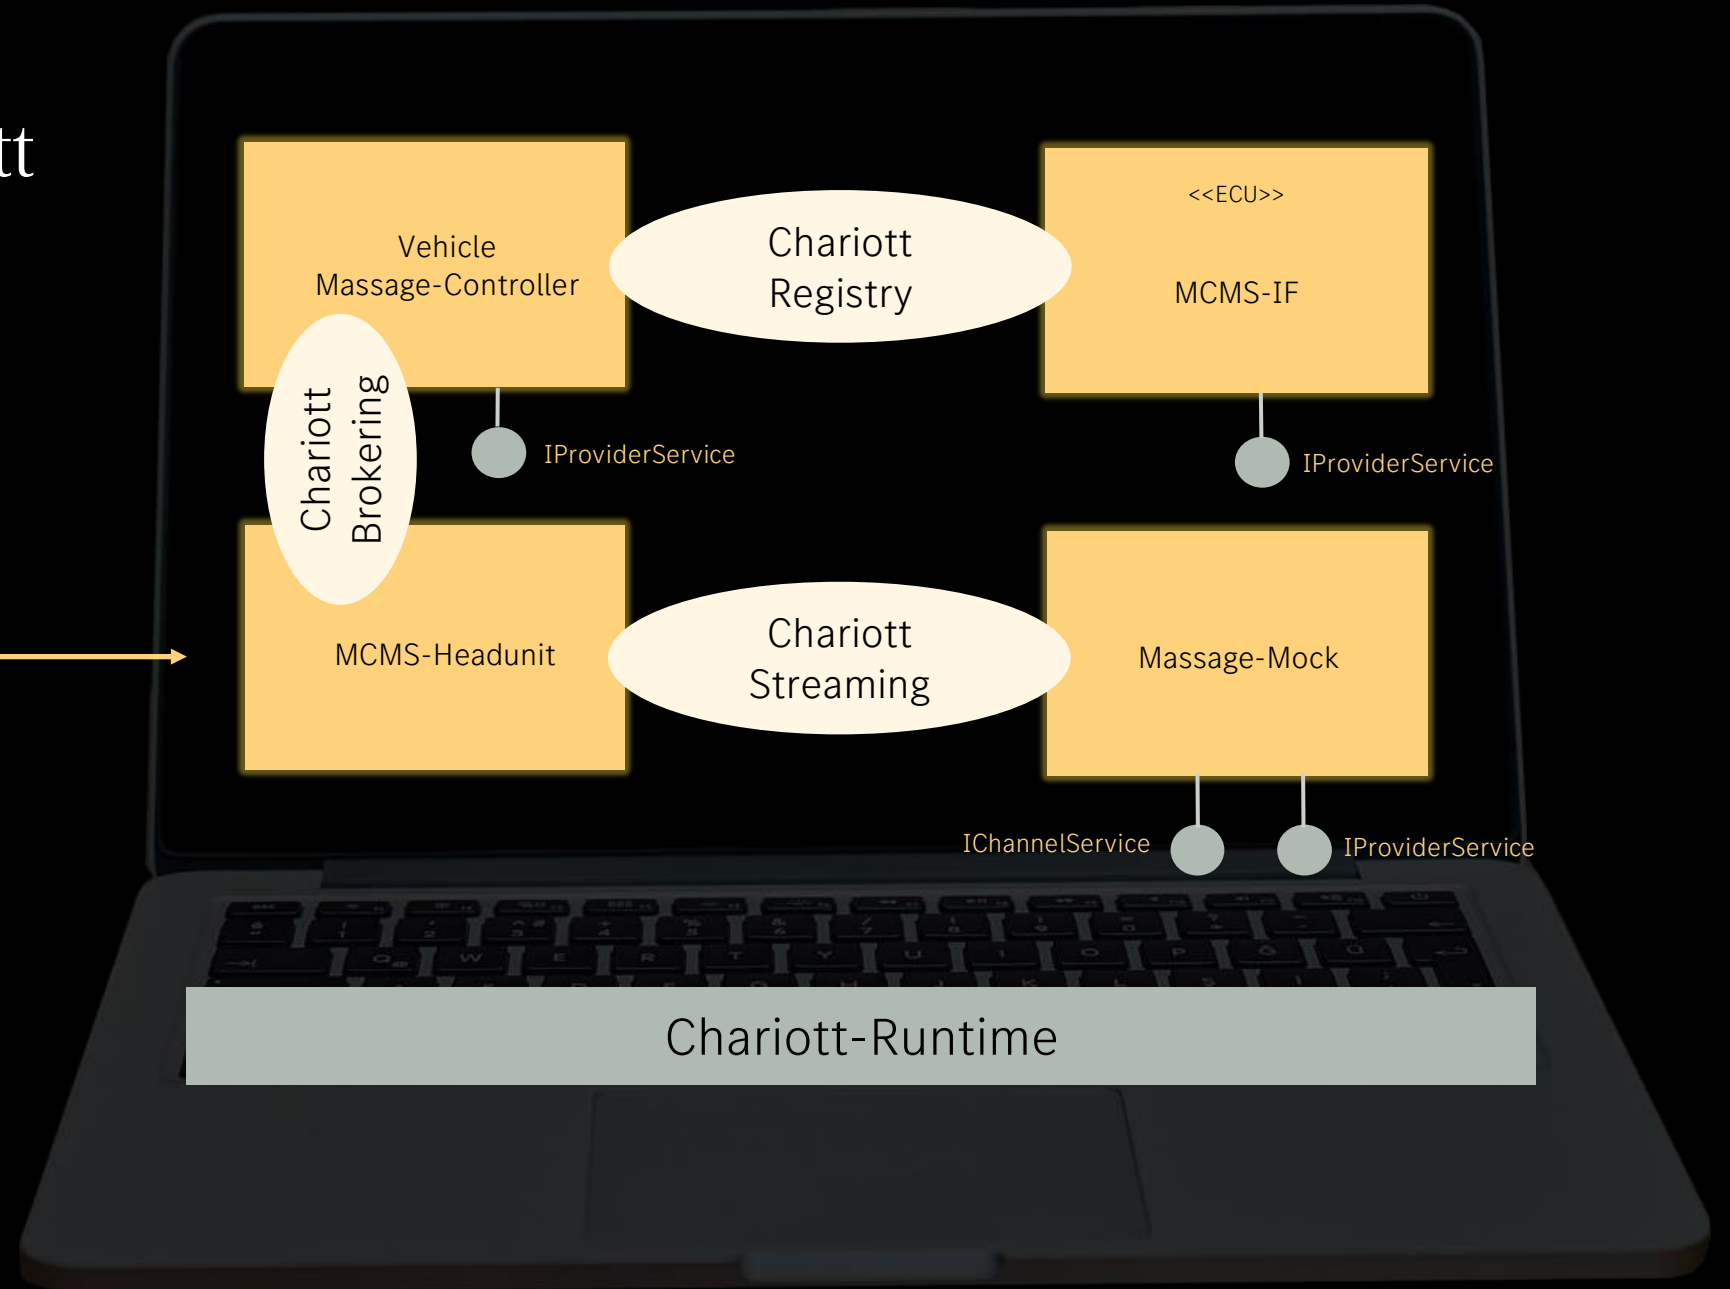 tt
Vehicle
Massage-Controller
Chariott
Registry
<<ECU>>
MCMS-IF
Chariott
Brokering
IProviderService
IProviderService
MCMS-Headunit
Chariott
Streaming
Massage-Mock
IChannelService
IProviderService
Q W E R T Y U I O P
Chariott-Runtime